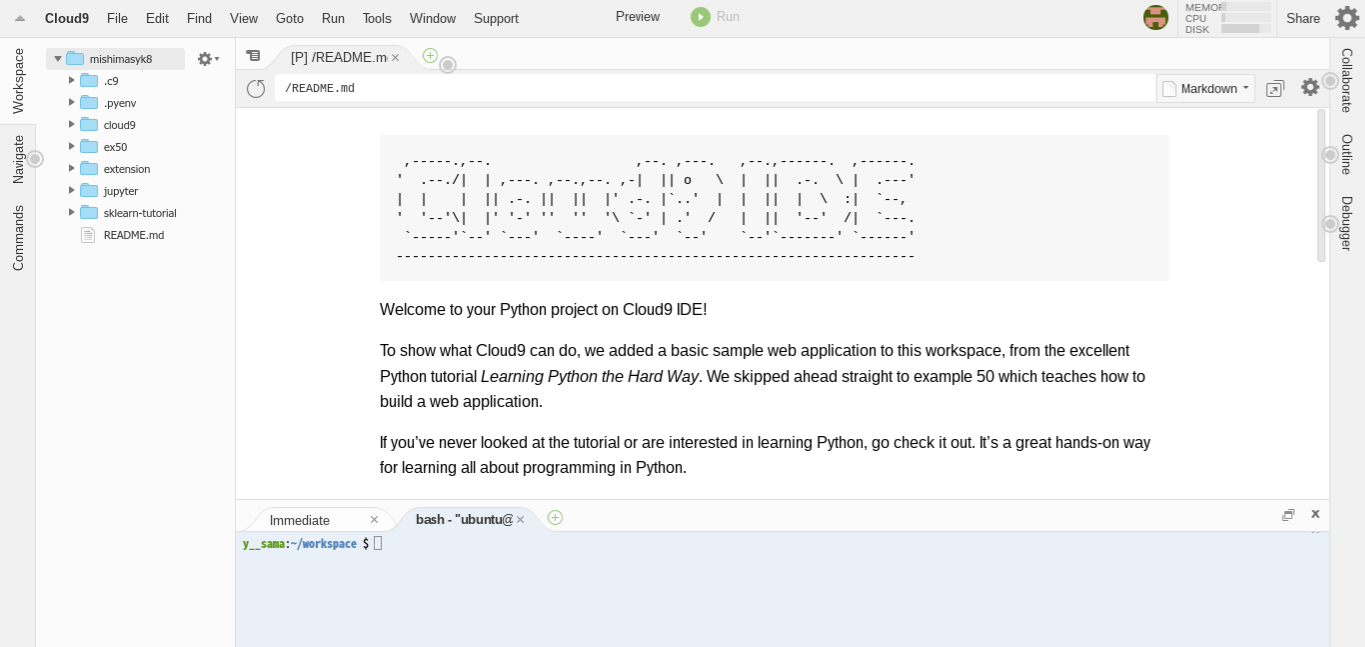 Cloud9 File Edit Find View Goto Run Tools Window Support Preview Run MEMORY CPU DISK Share
Workspace
Navigate
Commands
mishimasyk8
.c9
.pyenv
cloud9
ex50
extension
jupyter
sklearn-tutorial
README.md
[P] /README.m
/README.md
Markdown
Welcome to your Python project on Cloud9 IDE!
To show what Cloud9 can do, we added a basic sample web application to this workspace, from the excellent
Python tutorial Learning Python the Hard Way. We skipped ahead straight to example 50 which teaches how to
build a web application.
If you've never looked at the tutorial or are interested in learning Python, go check it out. It's a great hands-on way
for learning all about programming in Python.
Immediate
bash - "ubuntu@
y__sama:~/workspace $
Collaborate
Outline
Debugger